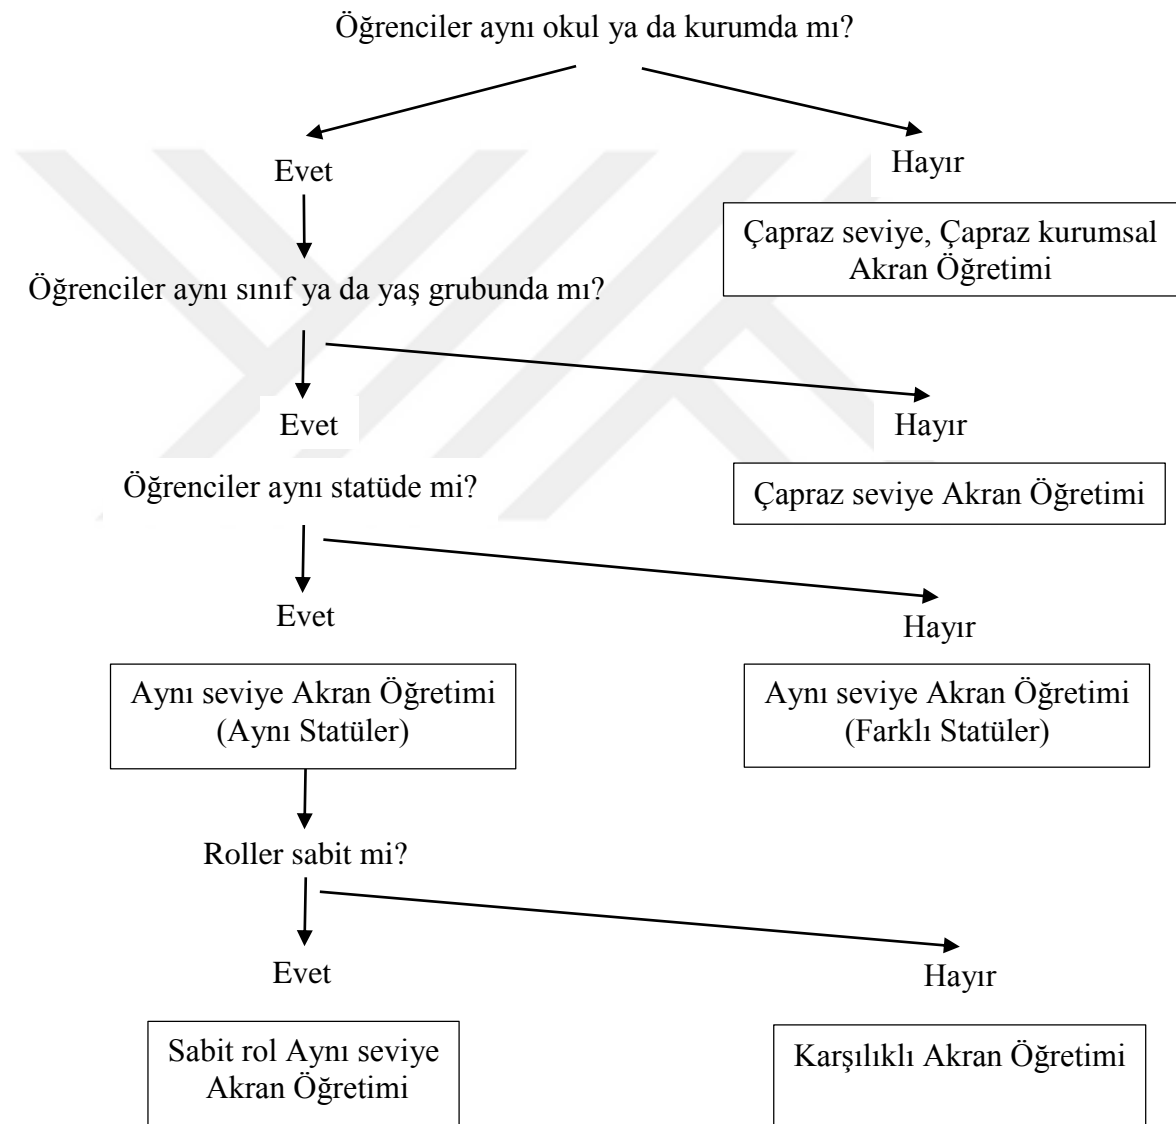 Öğrenciler aynı okul ya da kurumda mı?
Evet
Hayır
Çapraz seviye, Çapraz kurumsal
Akran Öğretimi
Öğrenciler aynı sınıf ya da yaş grubunda mı?
Evet
Hayır
Öğrenciler aynı statüde mi?
Çapraz seviye Akran Öğretimi
Evet
Hayır
Aynı seviye Akran Öğretimi
(Aynı Statüler)
Aynı seviye Akran Öğretimi
(Farklı Statüler)
Roller sabit mi?
Evet
Hayır
Sabit rol Aynı seviye
Akran Öğretimi
Karşılıklı Akran Öğretimi